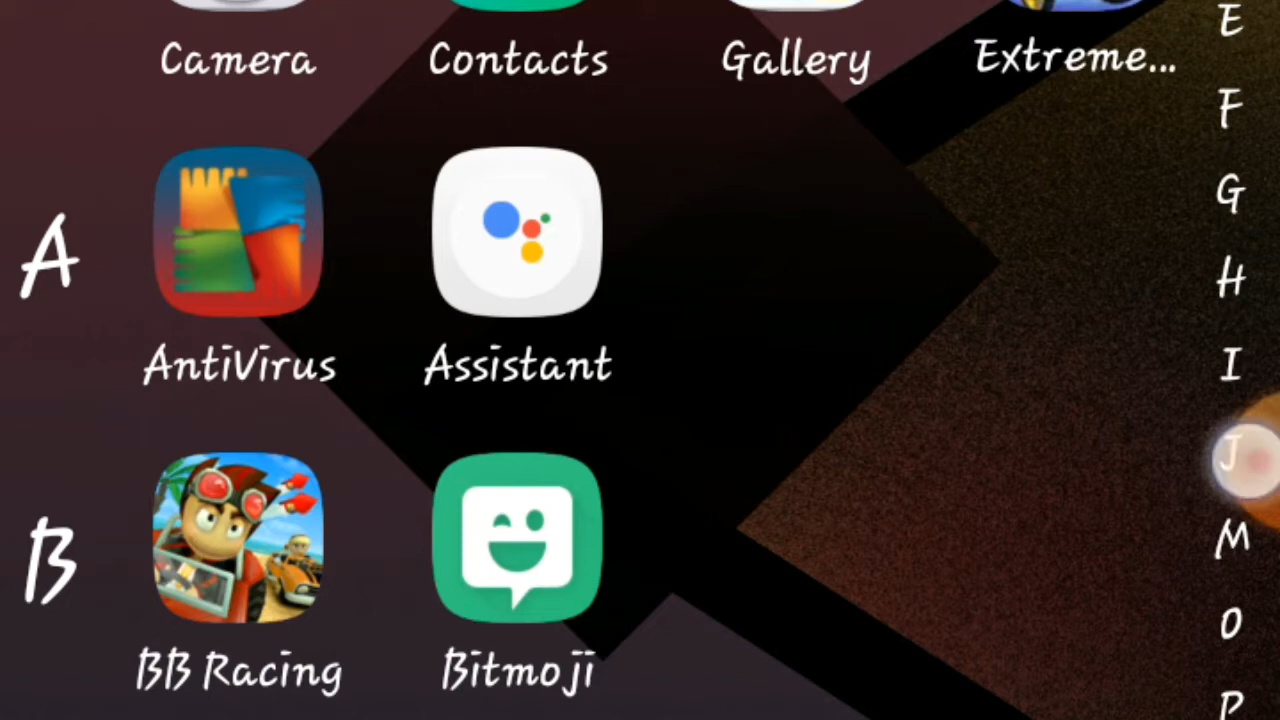 Camera Contacts Gallery Extreme...
A
AntiVirus Assistant
B
BB Racing Bitmoji
E
F
G
H
I
J
M
O
P